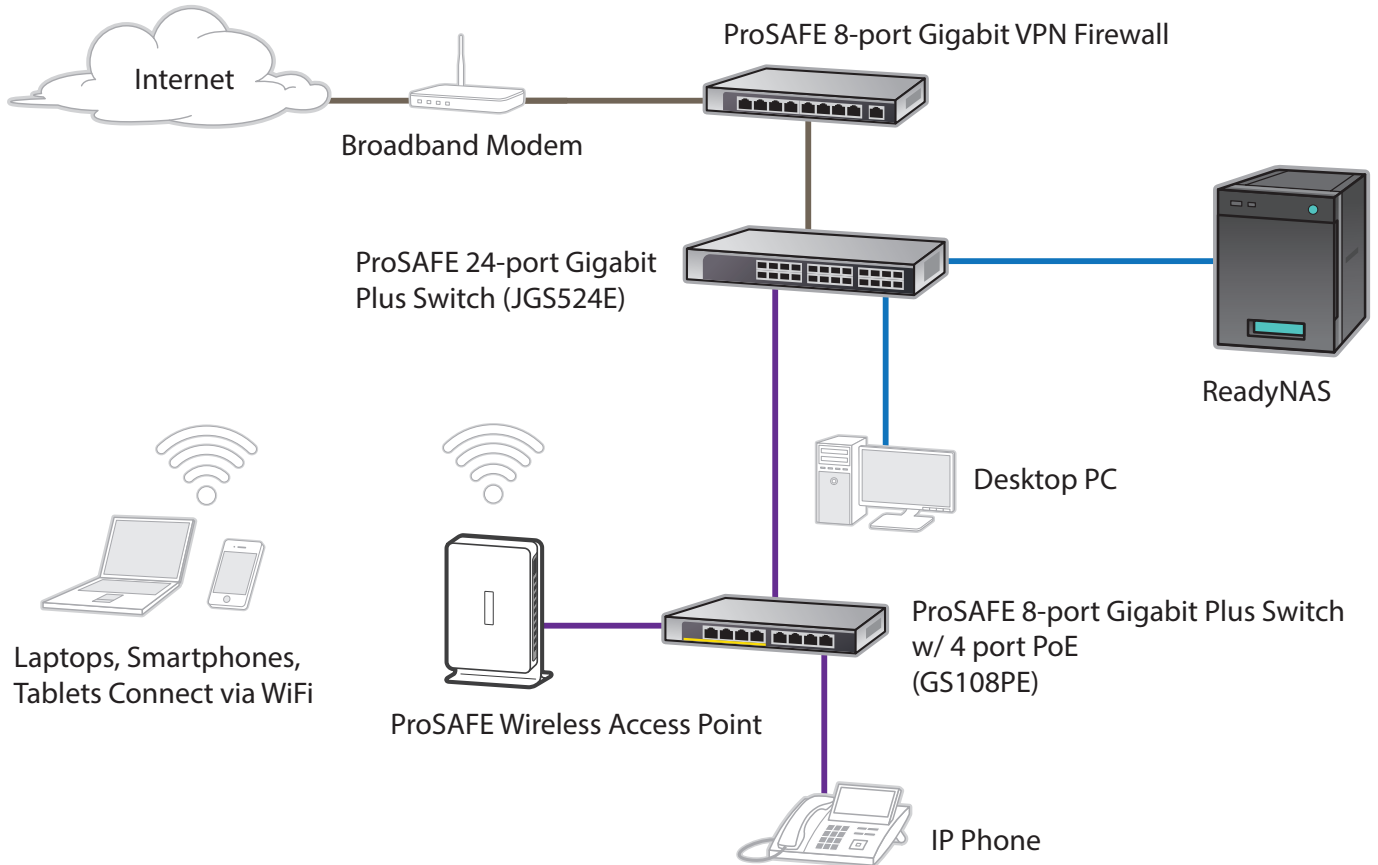 ProSAFE 8-port Gigabit VPN Firewall
Internet
Broadband Modem
ProSAFE 24-port Gigabit
Plus Switch (JGS524E)
ReadyNAS
Desktop PC
ProSAFE 8-port Gigabit Plus Switch
w/ 4 port PoE
(GS108PE)
Laptops, Smartphones,
Tablets Connect via WiFi
ProSAFE Wireless Access Point
IP Phone